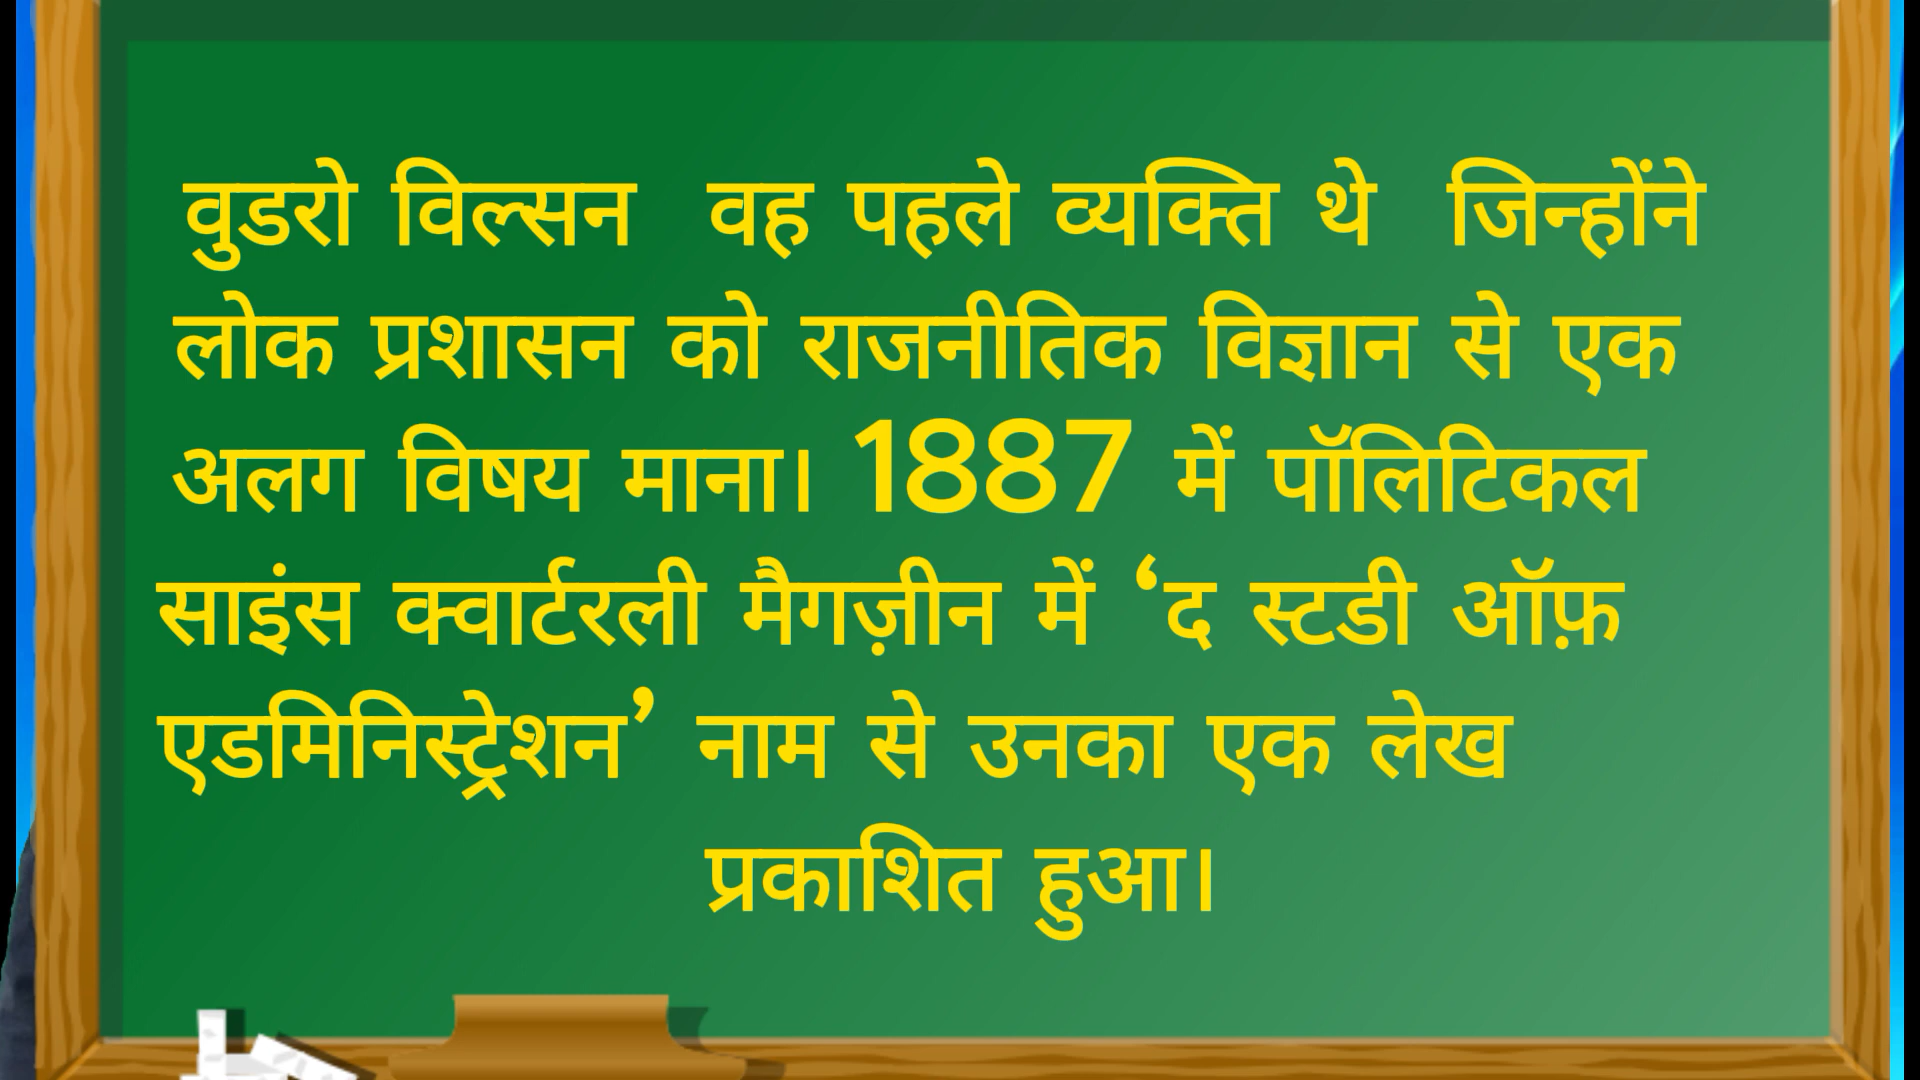 वुडरो विल्सन वह पहले व्यक्ति थे जिन्होंने
लोक प्रशासन को राजनीतिक विज्ञान से एक
अलग विषय माना। 1887 में पॉलिटिकल
साइंस क्वार्टरली मैगज़ीन में ‘द स्टडी ऑफ़
एडमिनिस्ट्रेशन’ नाम से उनका एक लेख
प्रकाशित हुआ।